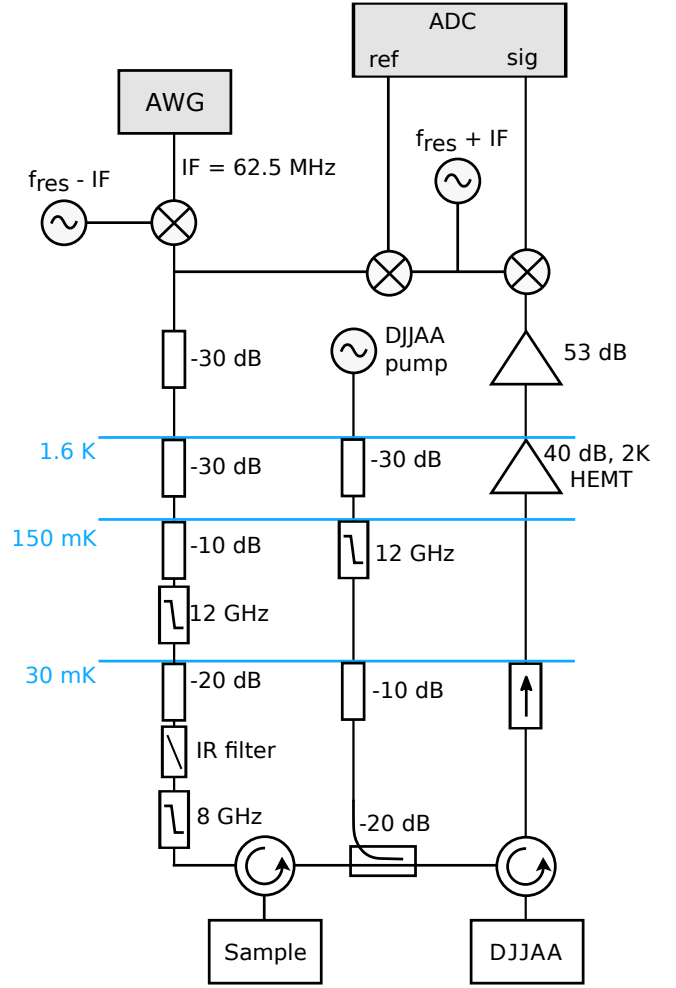 ADC
ref
sig
AWG
IF = 62.5 MHz
fres - IF
fres + IF
-30 dB
DJJAA
pump
53 dB
1.6 K
-30 dB
-30 dB
40 dB, 2K
HEMT
150 mK
-10 dB
12 GHz
12 GHz
30 mK
-20 dB
-10 dB
IR filter
8 GHz
-20 dB
Sample
DJJAA